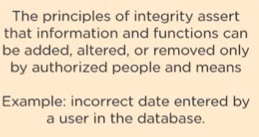 The principles of integrity assert
that information and functions can
be added, altered, or removed only
by authorized people and means
Example: incorrect date entered by
a user in the database.